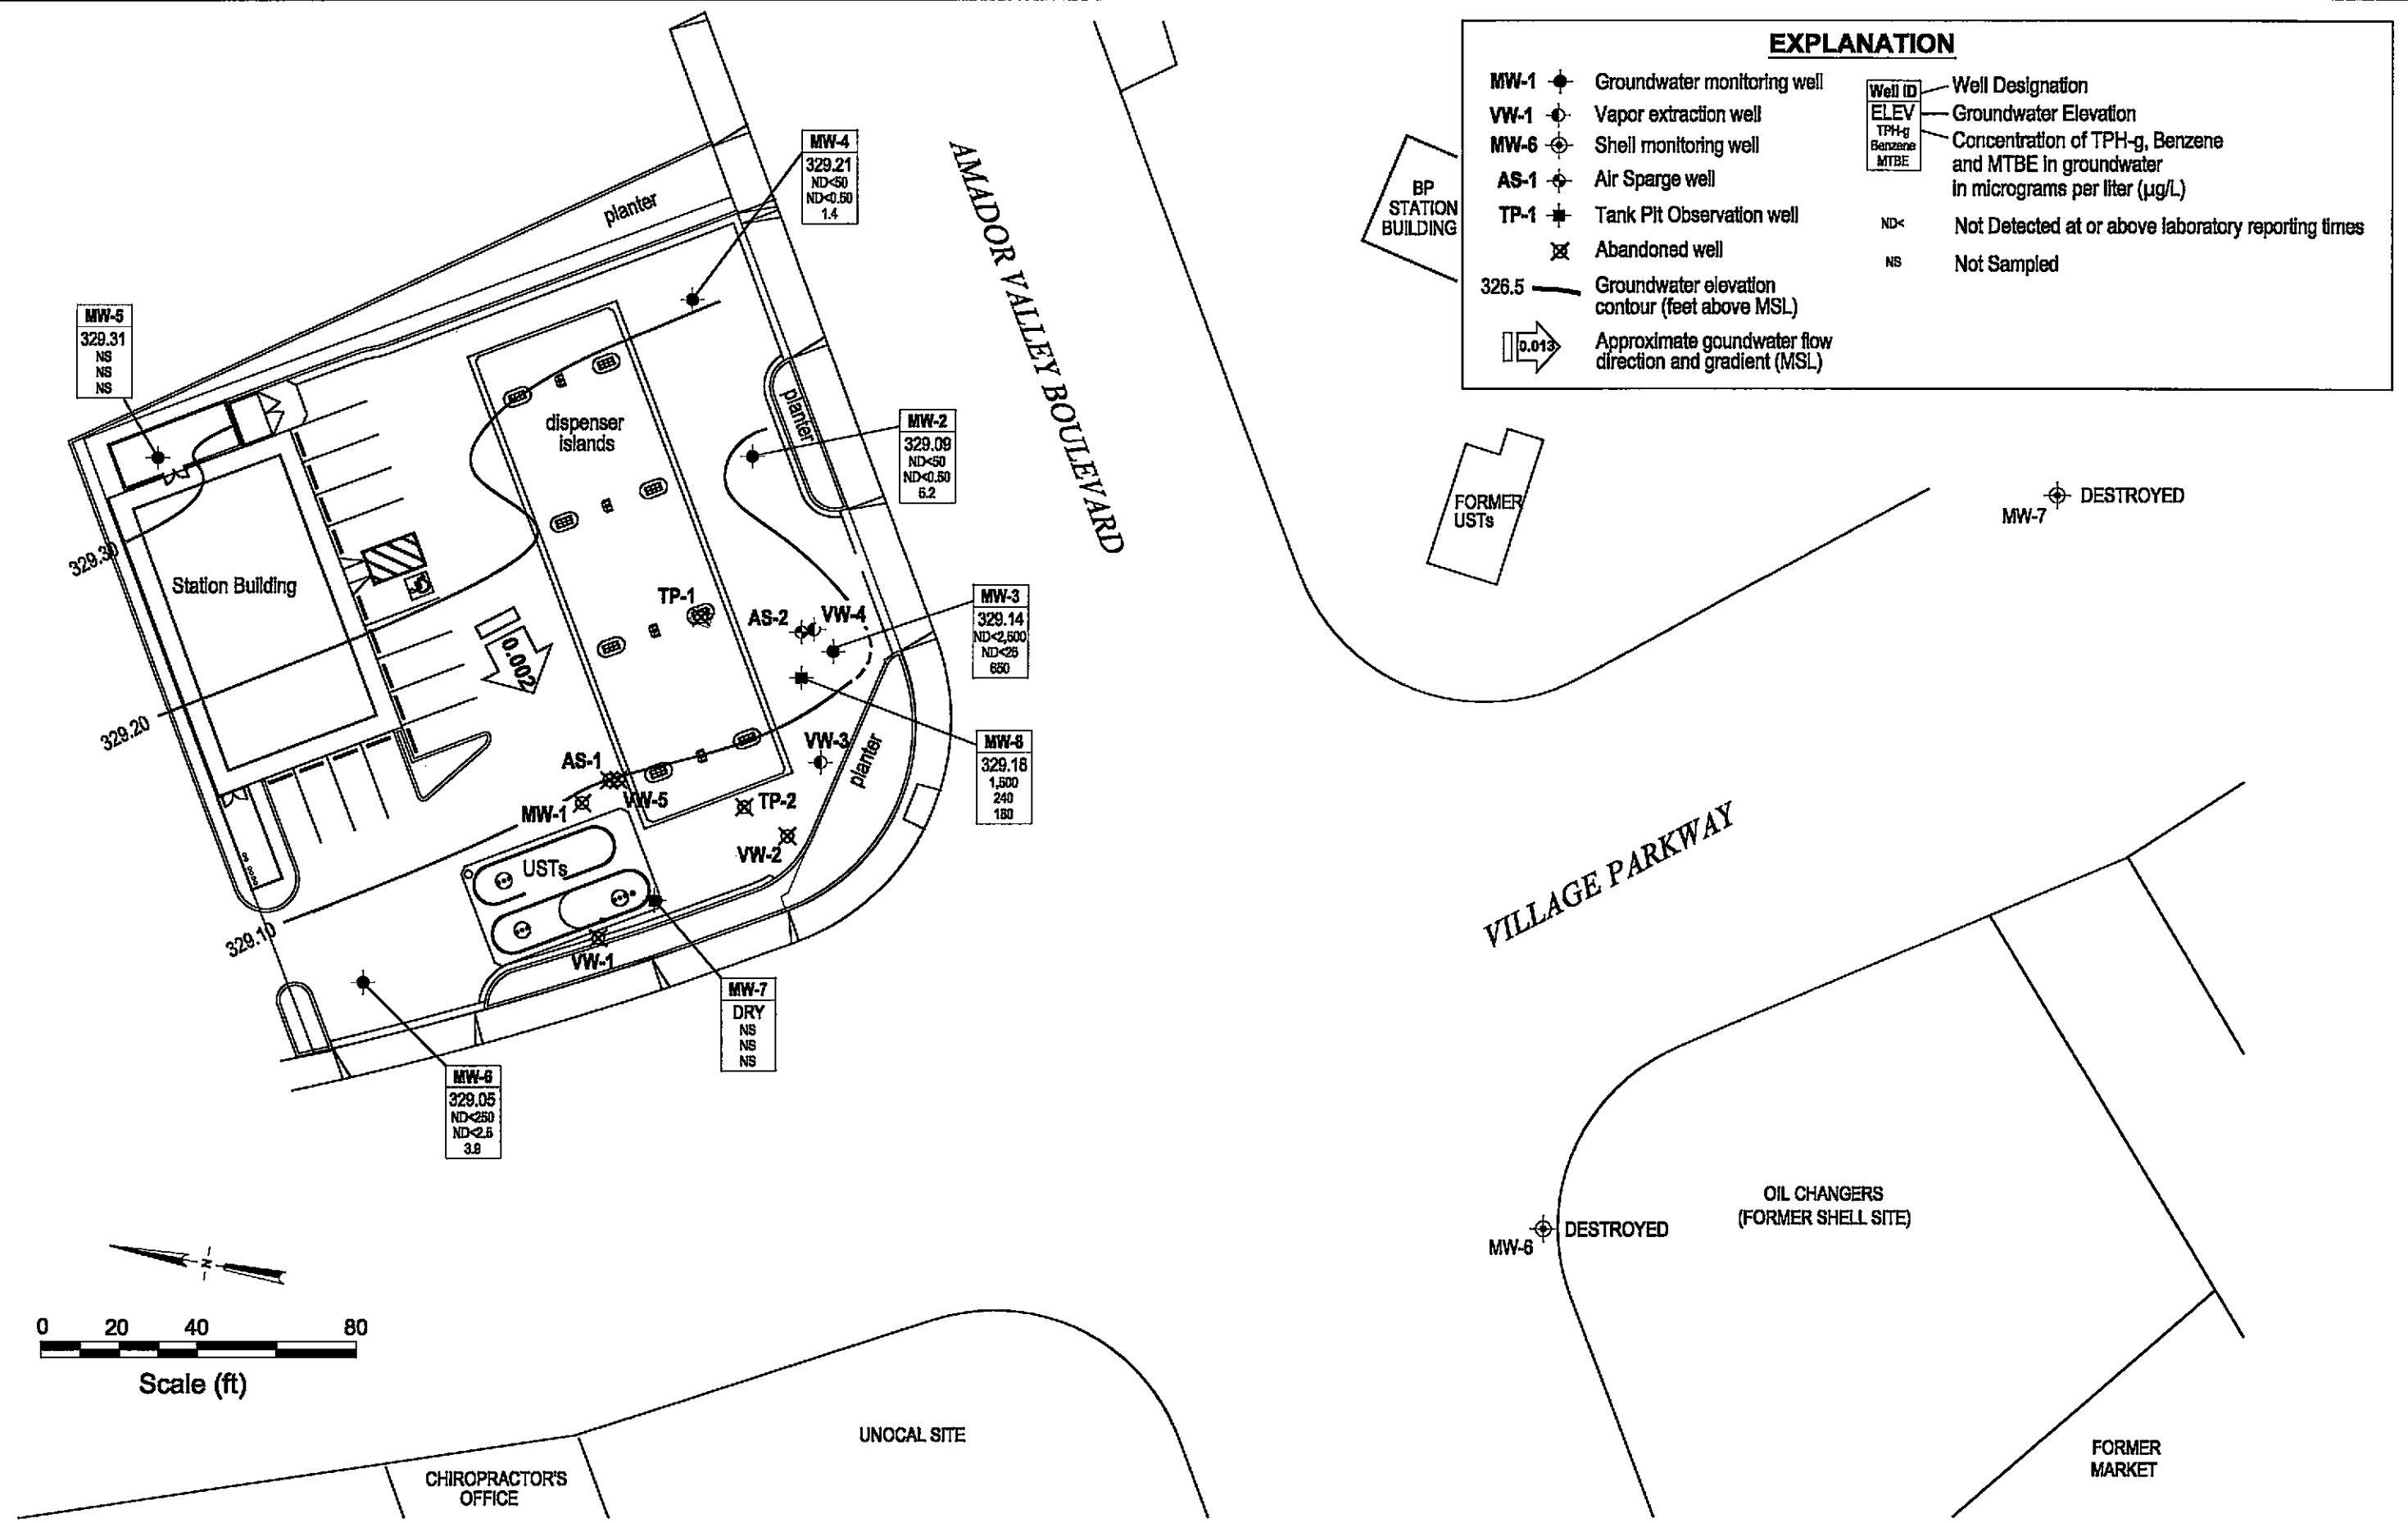 EXPLANATION
MW-1 Groundwater monitoring well
VW-1 Vapor extraction well
MW-6 Shell monitoring well
AS-1 Air Sparge well
TP-1 Tank Pit Observation well
Abandoned well
326.5 Groundwater elevation
contour (feet above MSL)
0.013 Approximate goundwater flow
direction and gradient (MSL)
Well ID
ELEV
TPH-g
Benzene
MTBE
Well Designation
Groundwater Elevation
Concentration of TPH-g, Benzene
and MTBE in groundwater
in micrograms per liter (µg/L)
ND< Not Detected at or above laboratory reporting times
NS Not Sampled
MW-4
329.21
ND<50
ND<0.50
1.4
planter
AMADOR VALLEY BOULEVARD
BP
STATION
BUILDING
MW-5
329.31
NS
NS
NS
dispenser
islands
planter
MW-2
329.09
ND<50
ND<0.50
6.2
FORMER
USTs
DESTROYED
MW-7
329.30
Station Building
TP-1
AS-2
VW-4
MW-3
329.14
ND<2,500
ND<25
650
0.002
329.20
MW-8
329.18
1,500
240
180
AS-1
VW-3
planter
VW-5
MW-1
TP-2
VW-2
USTs
329.10
VW-1
VILLAGE PARKWAY
MW-7
DRY
NS
NS
NS
MW-6
329.05
ND<250
ND<2.5
3.9
OIL CHANGERS
(FORMER SHELL SITE)
DESTROYED
MW-6
N
0 20 40 80
Scale (ft)
UNOCAL SITE
CHIROPRACTOR'S
OFFICE
FORMER
MARKET